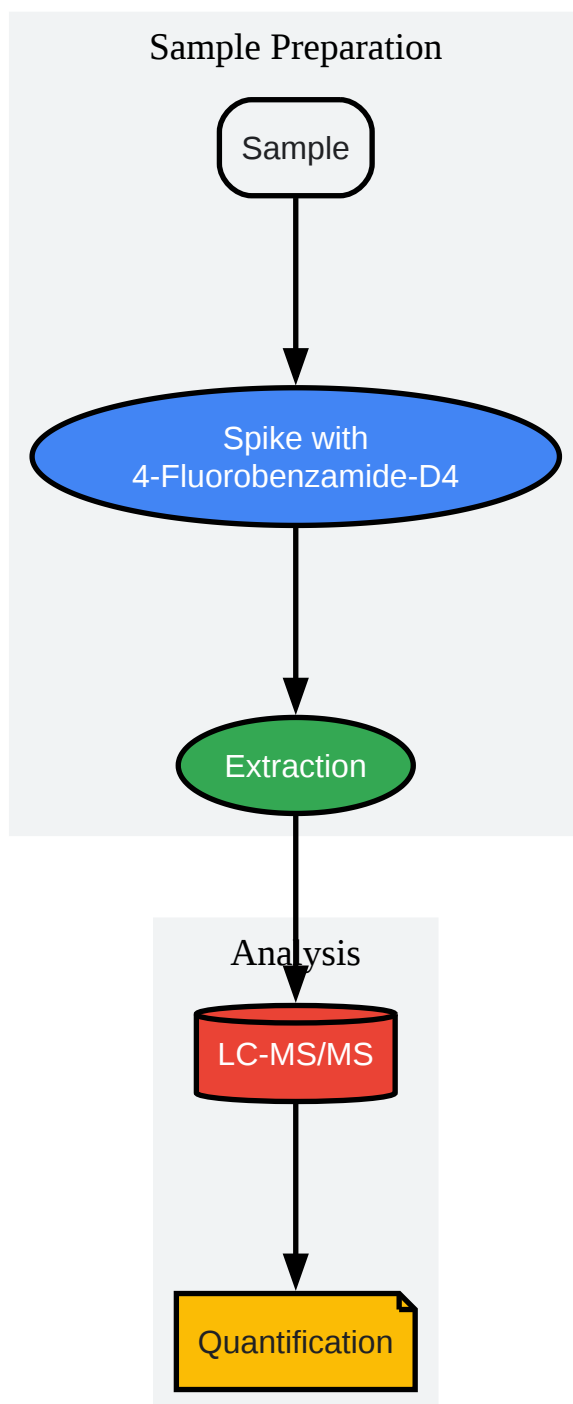 Sample Preparation
Sample
Spike with
4-Fluorobenzamide-D4
Extraction
Analysis
LC-MS/MS
Quantification